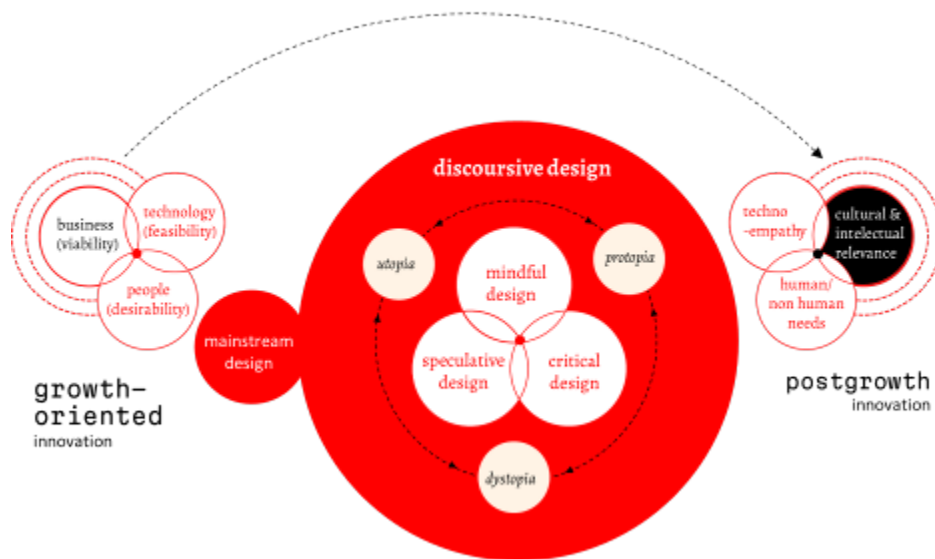 discoursive design
business
(viability)
technology
(feasibility)
people
(desirability)
mainstream
design
growth-
oriented
innovation
utopia
protopia
mindful
design
speculative
design
critical
design
dystopia
techno
-empathy
cultural &
intelectual
relevance
human/
non human
needs
postgrowth
innovation